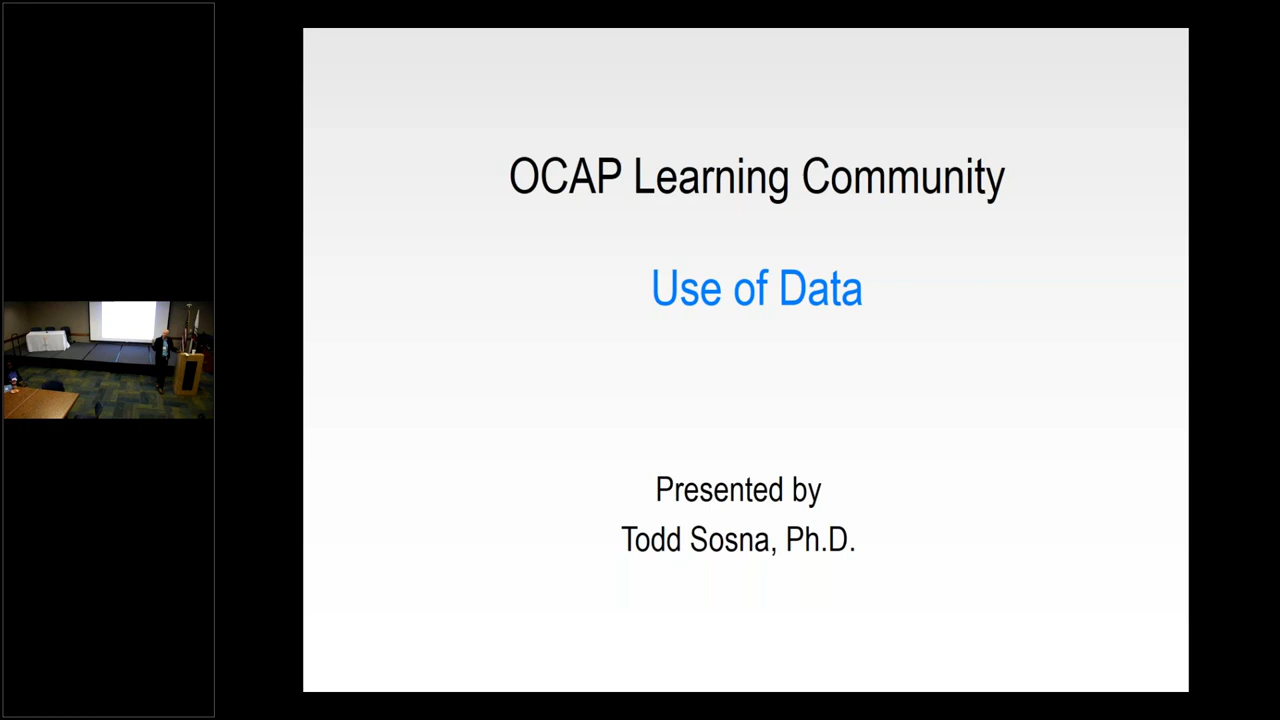 OCAP Learning Community
Use of Data
Presented by
Todd Sosna, Ph.D.